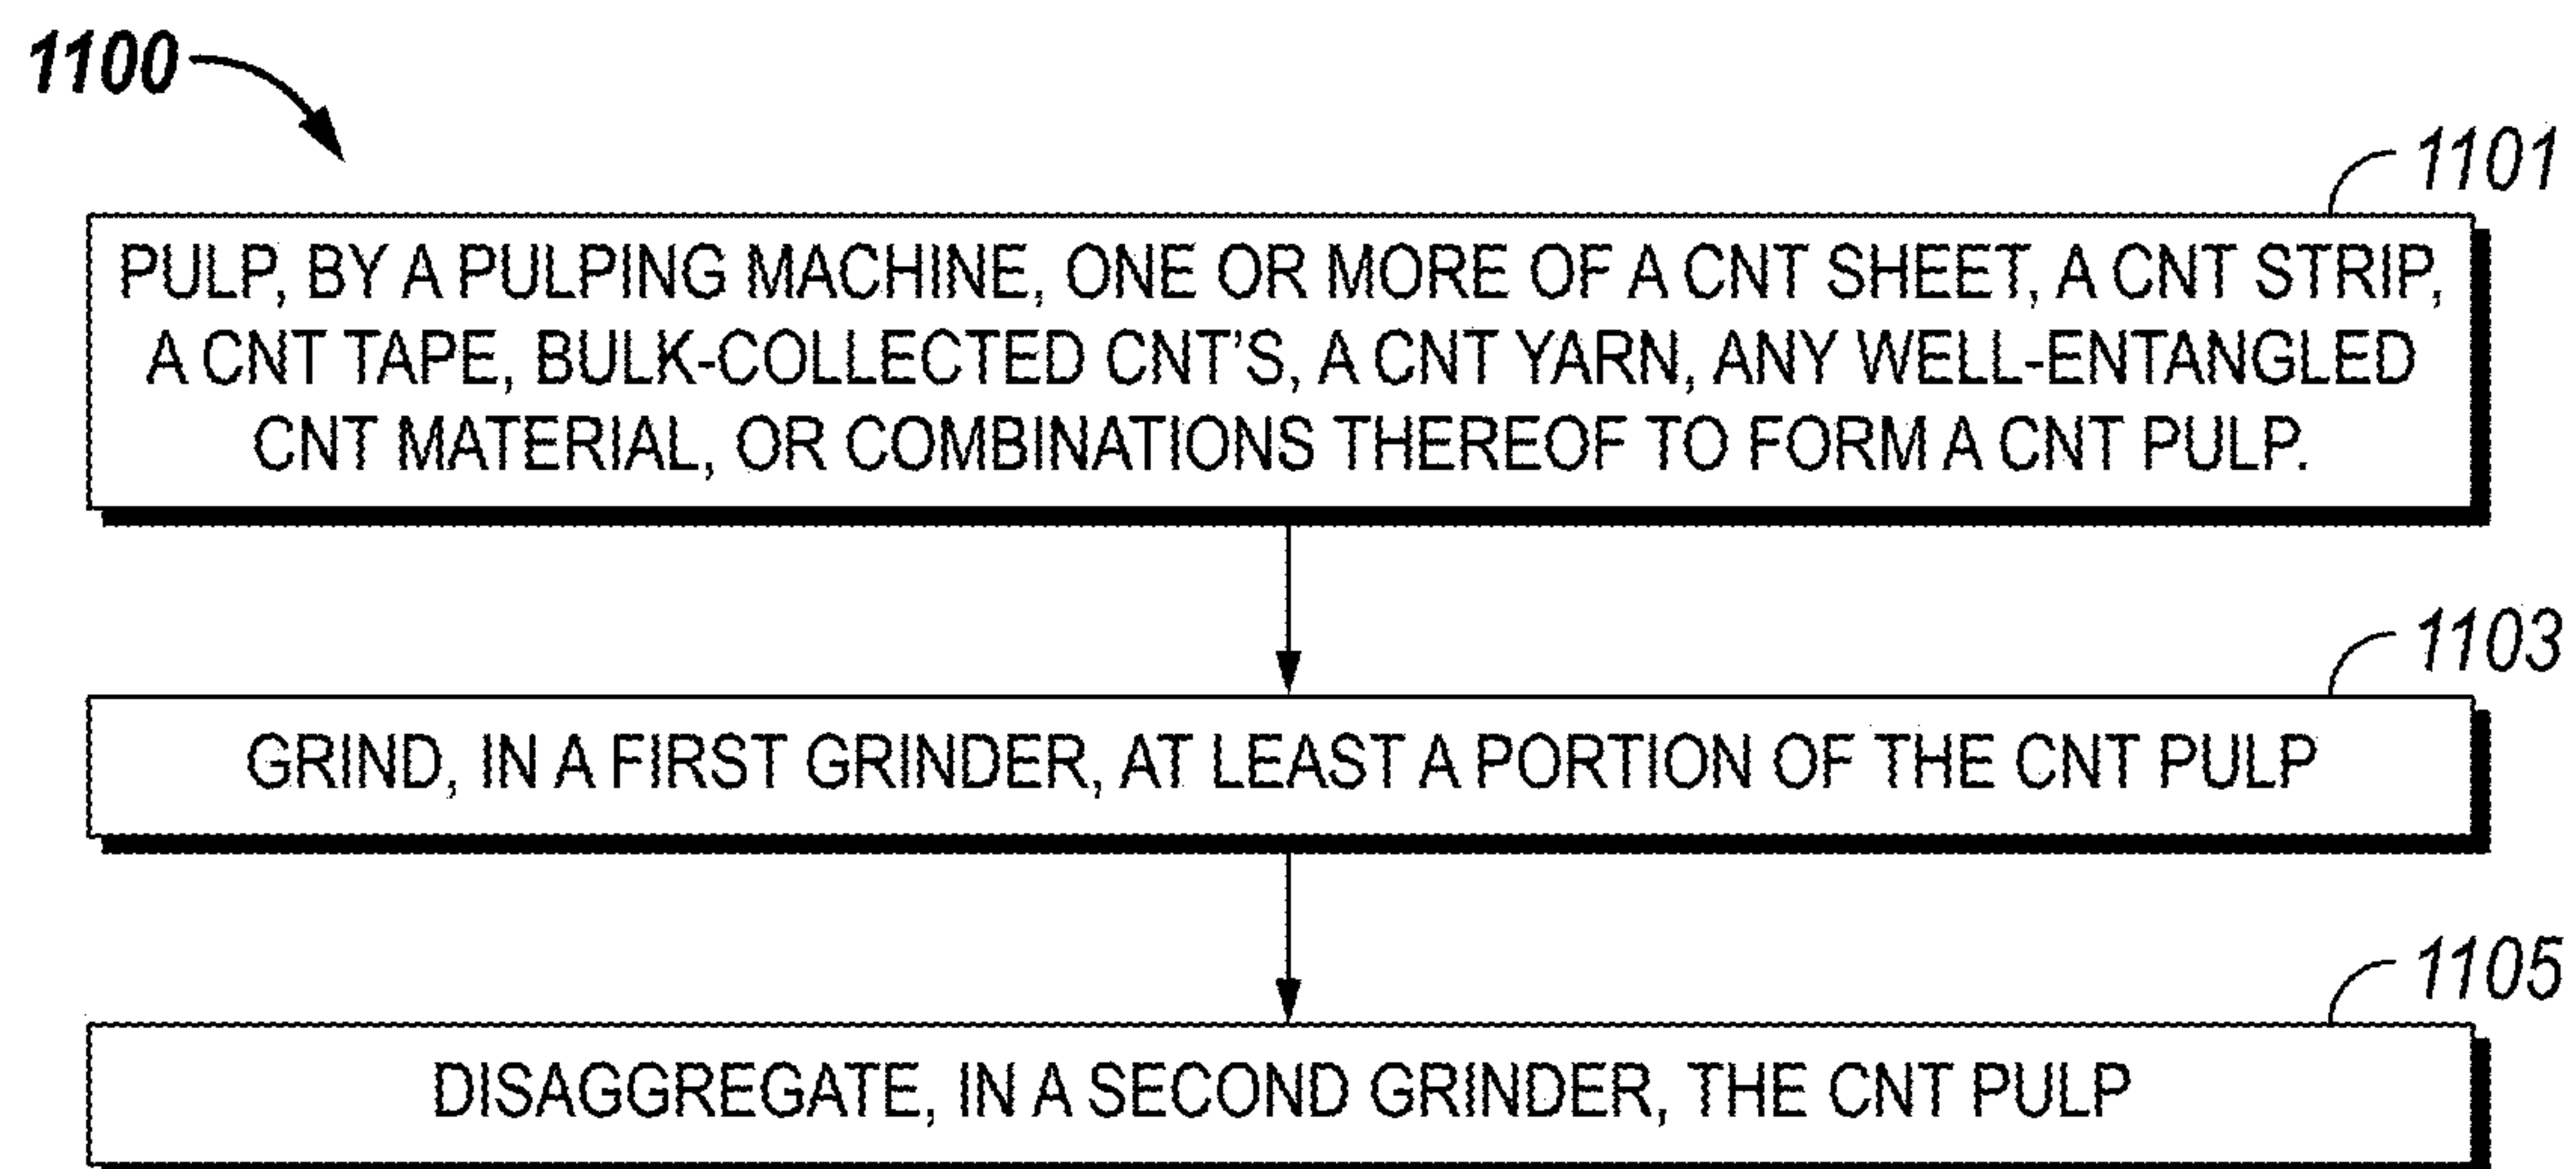 1100
1101
PULP, BY A PULPING MACHINE, ONE OR MORE OF A CNT SHEET, A CNT STRIP,
A CNT TAPE, BULK-COLLECTED CNT'S, A CNT YARN, ANY WELL-ENTANGLED
CNT MATERIAL, OR COMBINATIONS THEREOF TO FORM A CNT PULP.
1103
GRIND, IN A FIRST GRINDER, AT LEAST A PORTION OF THE CNT PULP
1105
DISAGGREGATE, IN A SECOND GRINDER, THE CNT PULP